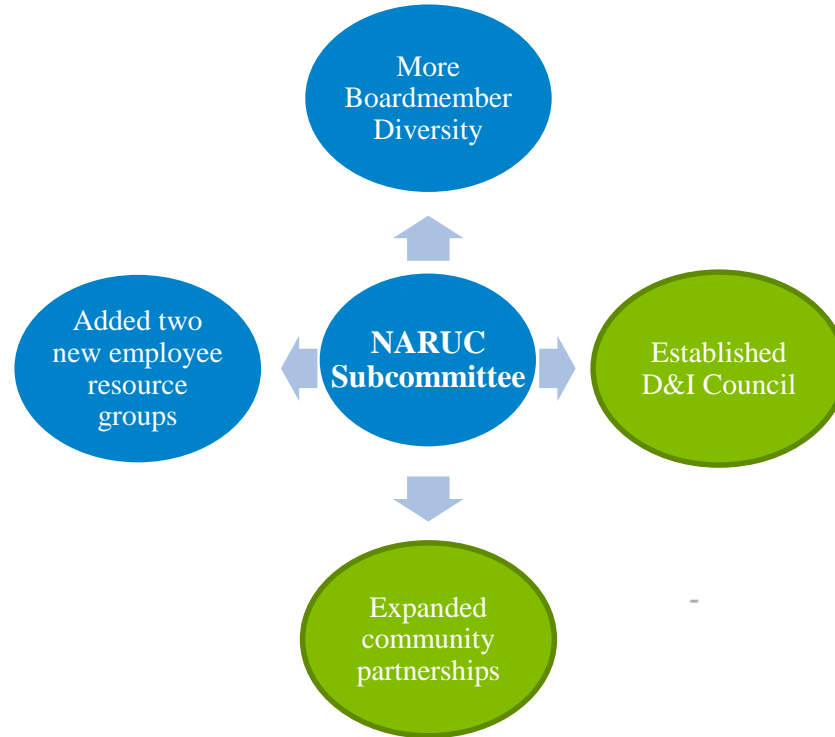 More
Boardmember
Diversity
Added two
new employee
resource
groups
NARUC
Subcommittee
Established
D&I Council
Expanded
community
partnerships
-